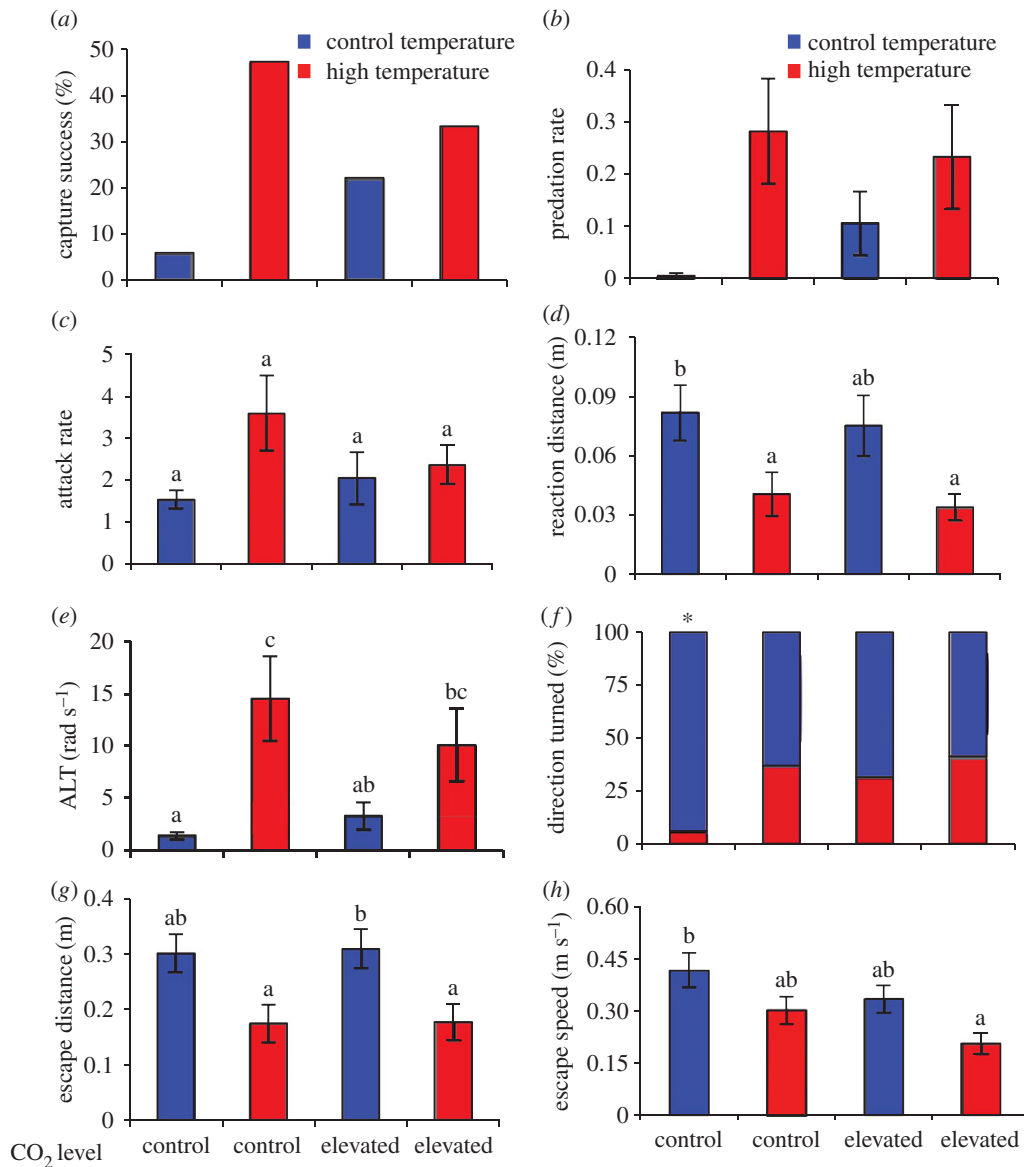 (a)
control temperature
high temperature
capture success (%)
50
40
30
20
10
0
(b)
control temperature
high temperature
predation rate
0.4
0.3
0.2
0.1
0
(c)
attack rate
5
4
3
2
1
0
a
a
a
a
(d)
reaction distance (m)
0.12
0.09
0.06
0.03
0
b
a
ab
a
(e)
ALT (rad s⁻¹)
20
15
10
5
0
a
c
ab
bc
(f)
direction turned (%)
100
75
50
25
0
*
(g)
escape distance (m)
0.4
0.3
0.2
0.1
0
ab
a
b
a
(h)
escape speed (m s⁻¹)
0.60
0.45
0.30
0.15
0
b
ab
ab
a
CO₂ level control control elevated elevated
control control elevated elevated